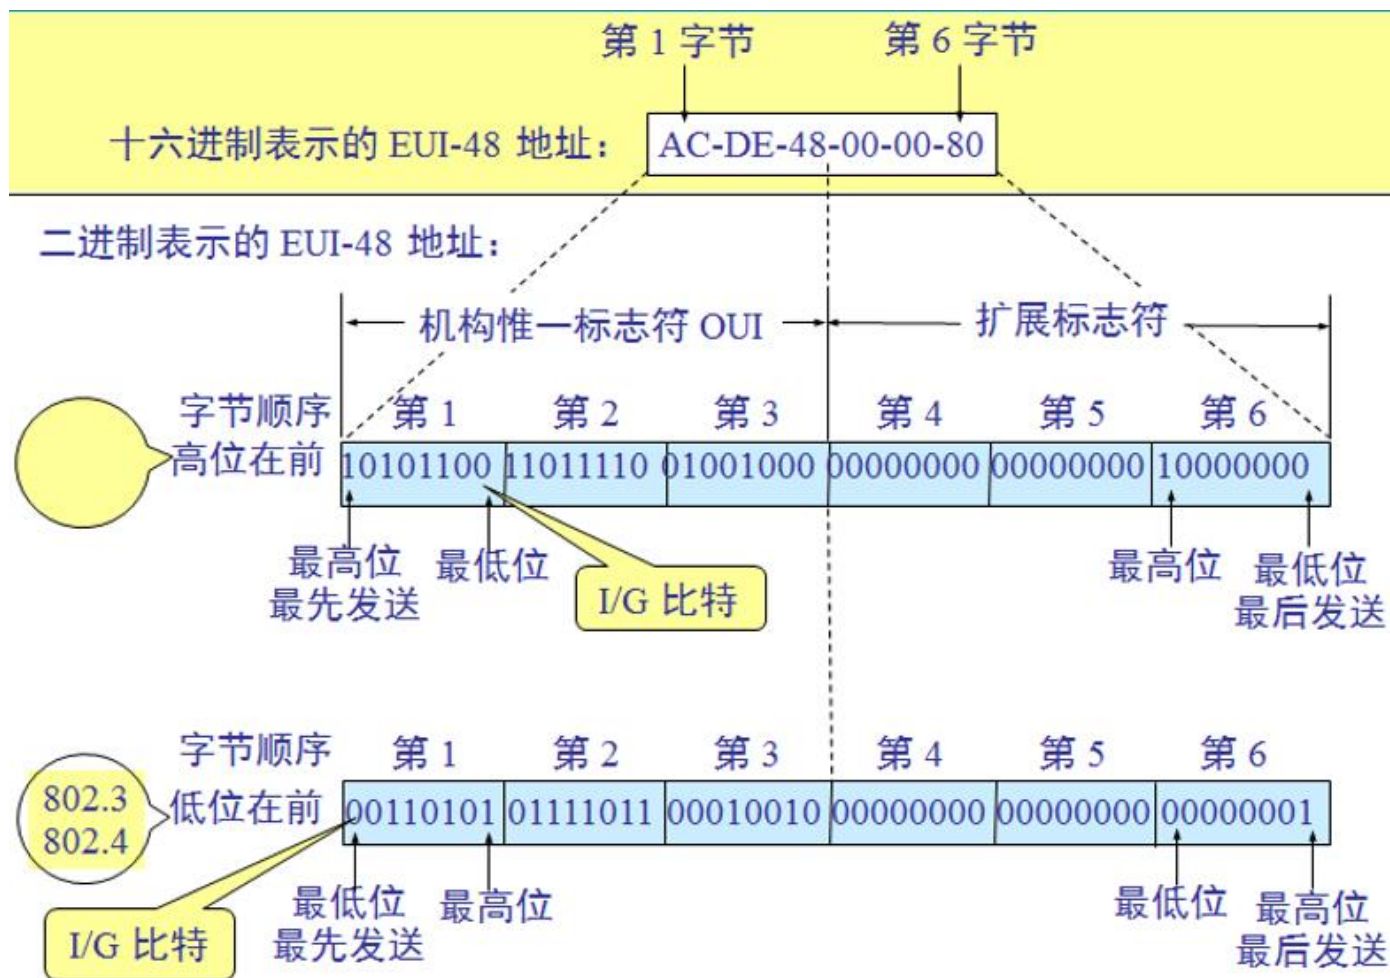 第 1 字节 第 6 字节
十六进制表示的 EUI-48 地址： AC-DE-48-00-00-80
二进制表示的 EUI-48 地址：
机构惟一标志符 OUI 扩展标志符
字节顺序 第 1 第 2 第 3 第 4 第 5 第 6
高位在前 10101100 11011110 01001000 00000000 00000000 10000000
最高位 最低位 最高位 最低位
最先发送 I/G 比特 最后发送
字节顺序 第 1 第 2 第 3 第 4 第 5 第 6
802.3
802.4
低位在前 00110101 01111011 00010010 00000000 00000000 00000001
最低位 最高位 最低位 最高位
I/G 比特 最先发送 最后发送